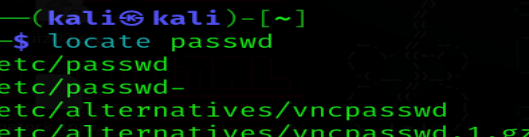 —(kali㉿kali)-[~]
-$ locate passwd
etc/passwd
etc/passwd-
etc/alternatives/vncpasswd
etc/alternatives/vncpasswd.1.gz